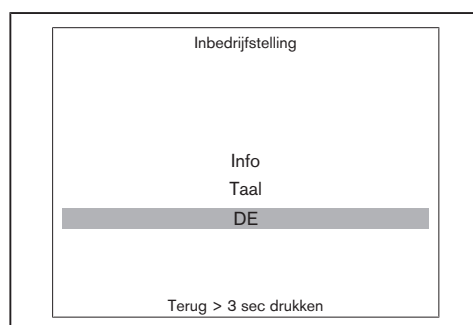 Inbedrijfstelling
Info
Taal
DE
Terug > 3 sec drukken